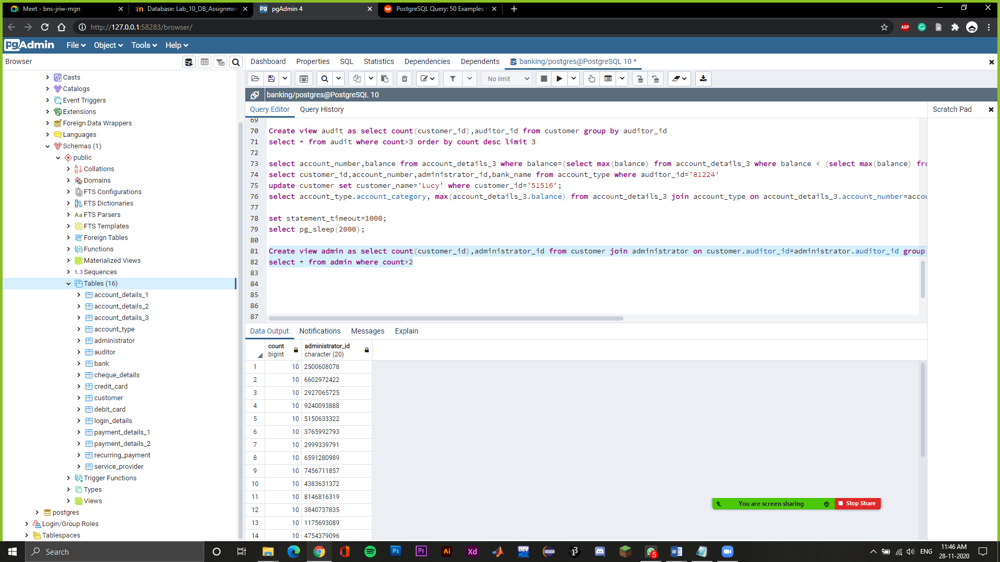 Meet - bns-jriw-mgn
Database: Lab_10_DB_Assignmen
pgAdmin 4
PostgreSQL Query: 50 Examples
http://127.0.0.1:58283/browser/
ABP
pgAdmin File Object Tools Help
Browser
Dashboard Properties SQL Statistics Dependencies Dependents banking/postgres@PostgreSQL 10 *
No limit
banking/postgres@PostgreSQL 10
Query Editor Query History
Scratch Pad
Casts
Catalogs
Event Triggers
Extensions
Foreign Data Wrappers
Languages
Schemas (1)
public
Collations
Domains
FTS Configurations
FTS Dictionaries
Aa FTS Parsers
FTS Templates
Foreign Tables
Functions
Materialized Views
1..3 Sequences
Tables (16)
account_details_1
account_details_2
account_details_3
account_type
administrator
auditor
bank
cheque_details
credit_card
customer
debit_card
login_details
payment_details_1
payment_details_2
recurring_payment
service_provider
Trigger Functions
Types
Views
postgres
Login/Group Roles
Tablespaces
69
70 Create view audit as select count(customer_id),auditor_id from customer group by auditor_id
71 select * from audit where count>3 order by count desc limit 3
72
73 select account_number,balance from account_details_3 where balance=(select max(balance) from account_details_3 where balance < (select max(balance) fro
74 select customer_id,account_number,administrator_id,bank_name from account_type where auditor_id='81224'
75 update customer set customer_name='Lucy' where customer_id='51516';
76 select account_type.account_category, max(account_details_3.balance) from account_details_3 join account_type on account_details_3.account_number=accou
77
78 set statement_timeout=1000;
79 select pg_sleep(2000);
80
81 Create view admin as select count(customer_id),administrator_id from customer join administrator on customer.auditor_id=administrator.auditor_id group
82 select * from admin where count>2
83
84
85
86
87
Data Output Notifications Messages Explain
count administrator_id
bigint character (20)
1 10 2500608078
2 10 6602972422
3 10 2927065725
4 10 9240093888
5 10 5150633322
6 10 3765992793
7 10 2999339791
8 10 6591280989
9 10 7456711857
10 10 4383631372
11 10 8146816319
12 10 3840737835
13 10 1175693089
14 10 4754379096
You are screen sharing Stop Share
Search
Ps Pr Ai Xd DEV 5 W
ENG
11:46 AM
28-11-2020